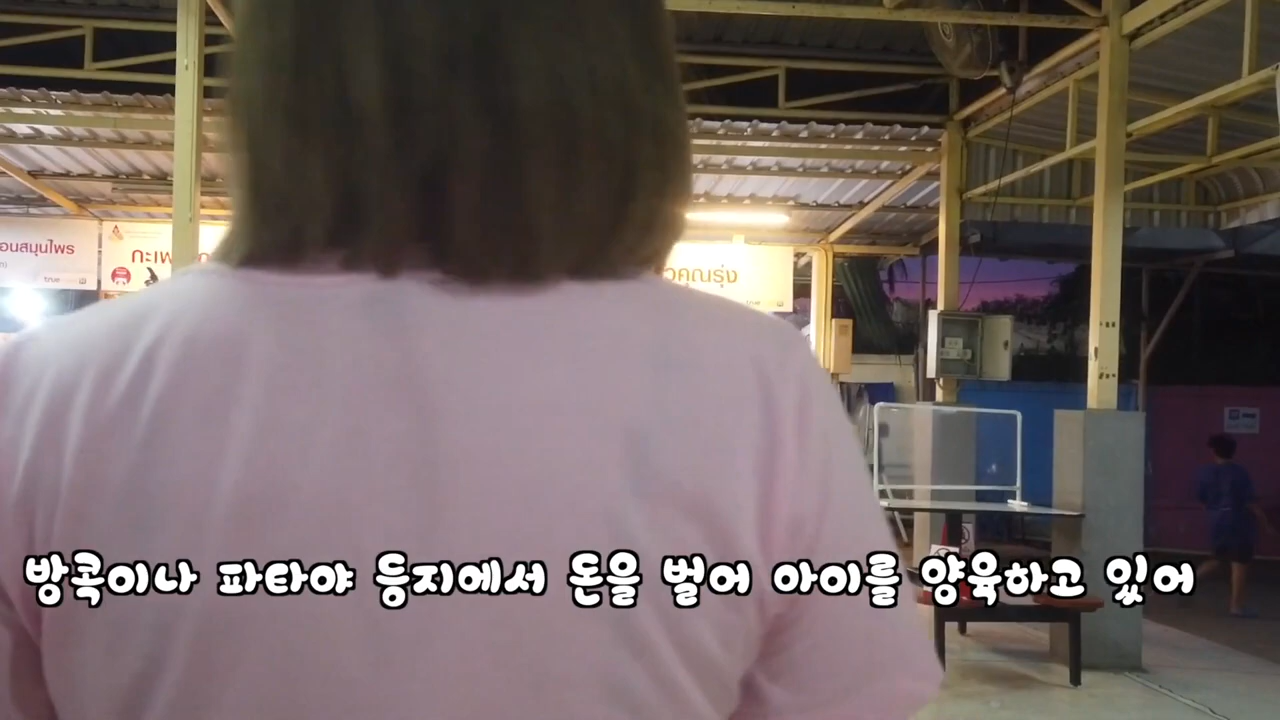 อนสมุนไพร
กะเพ
วคุณรุ่ง
true
방콕이나 파타야 등지에서 돈을 벌어 아이를 양육하고 있어